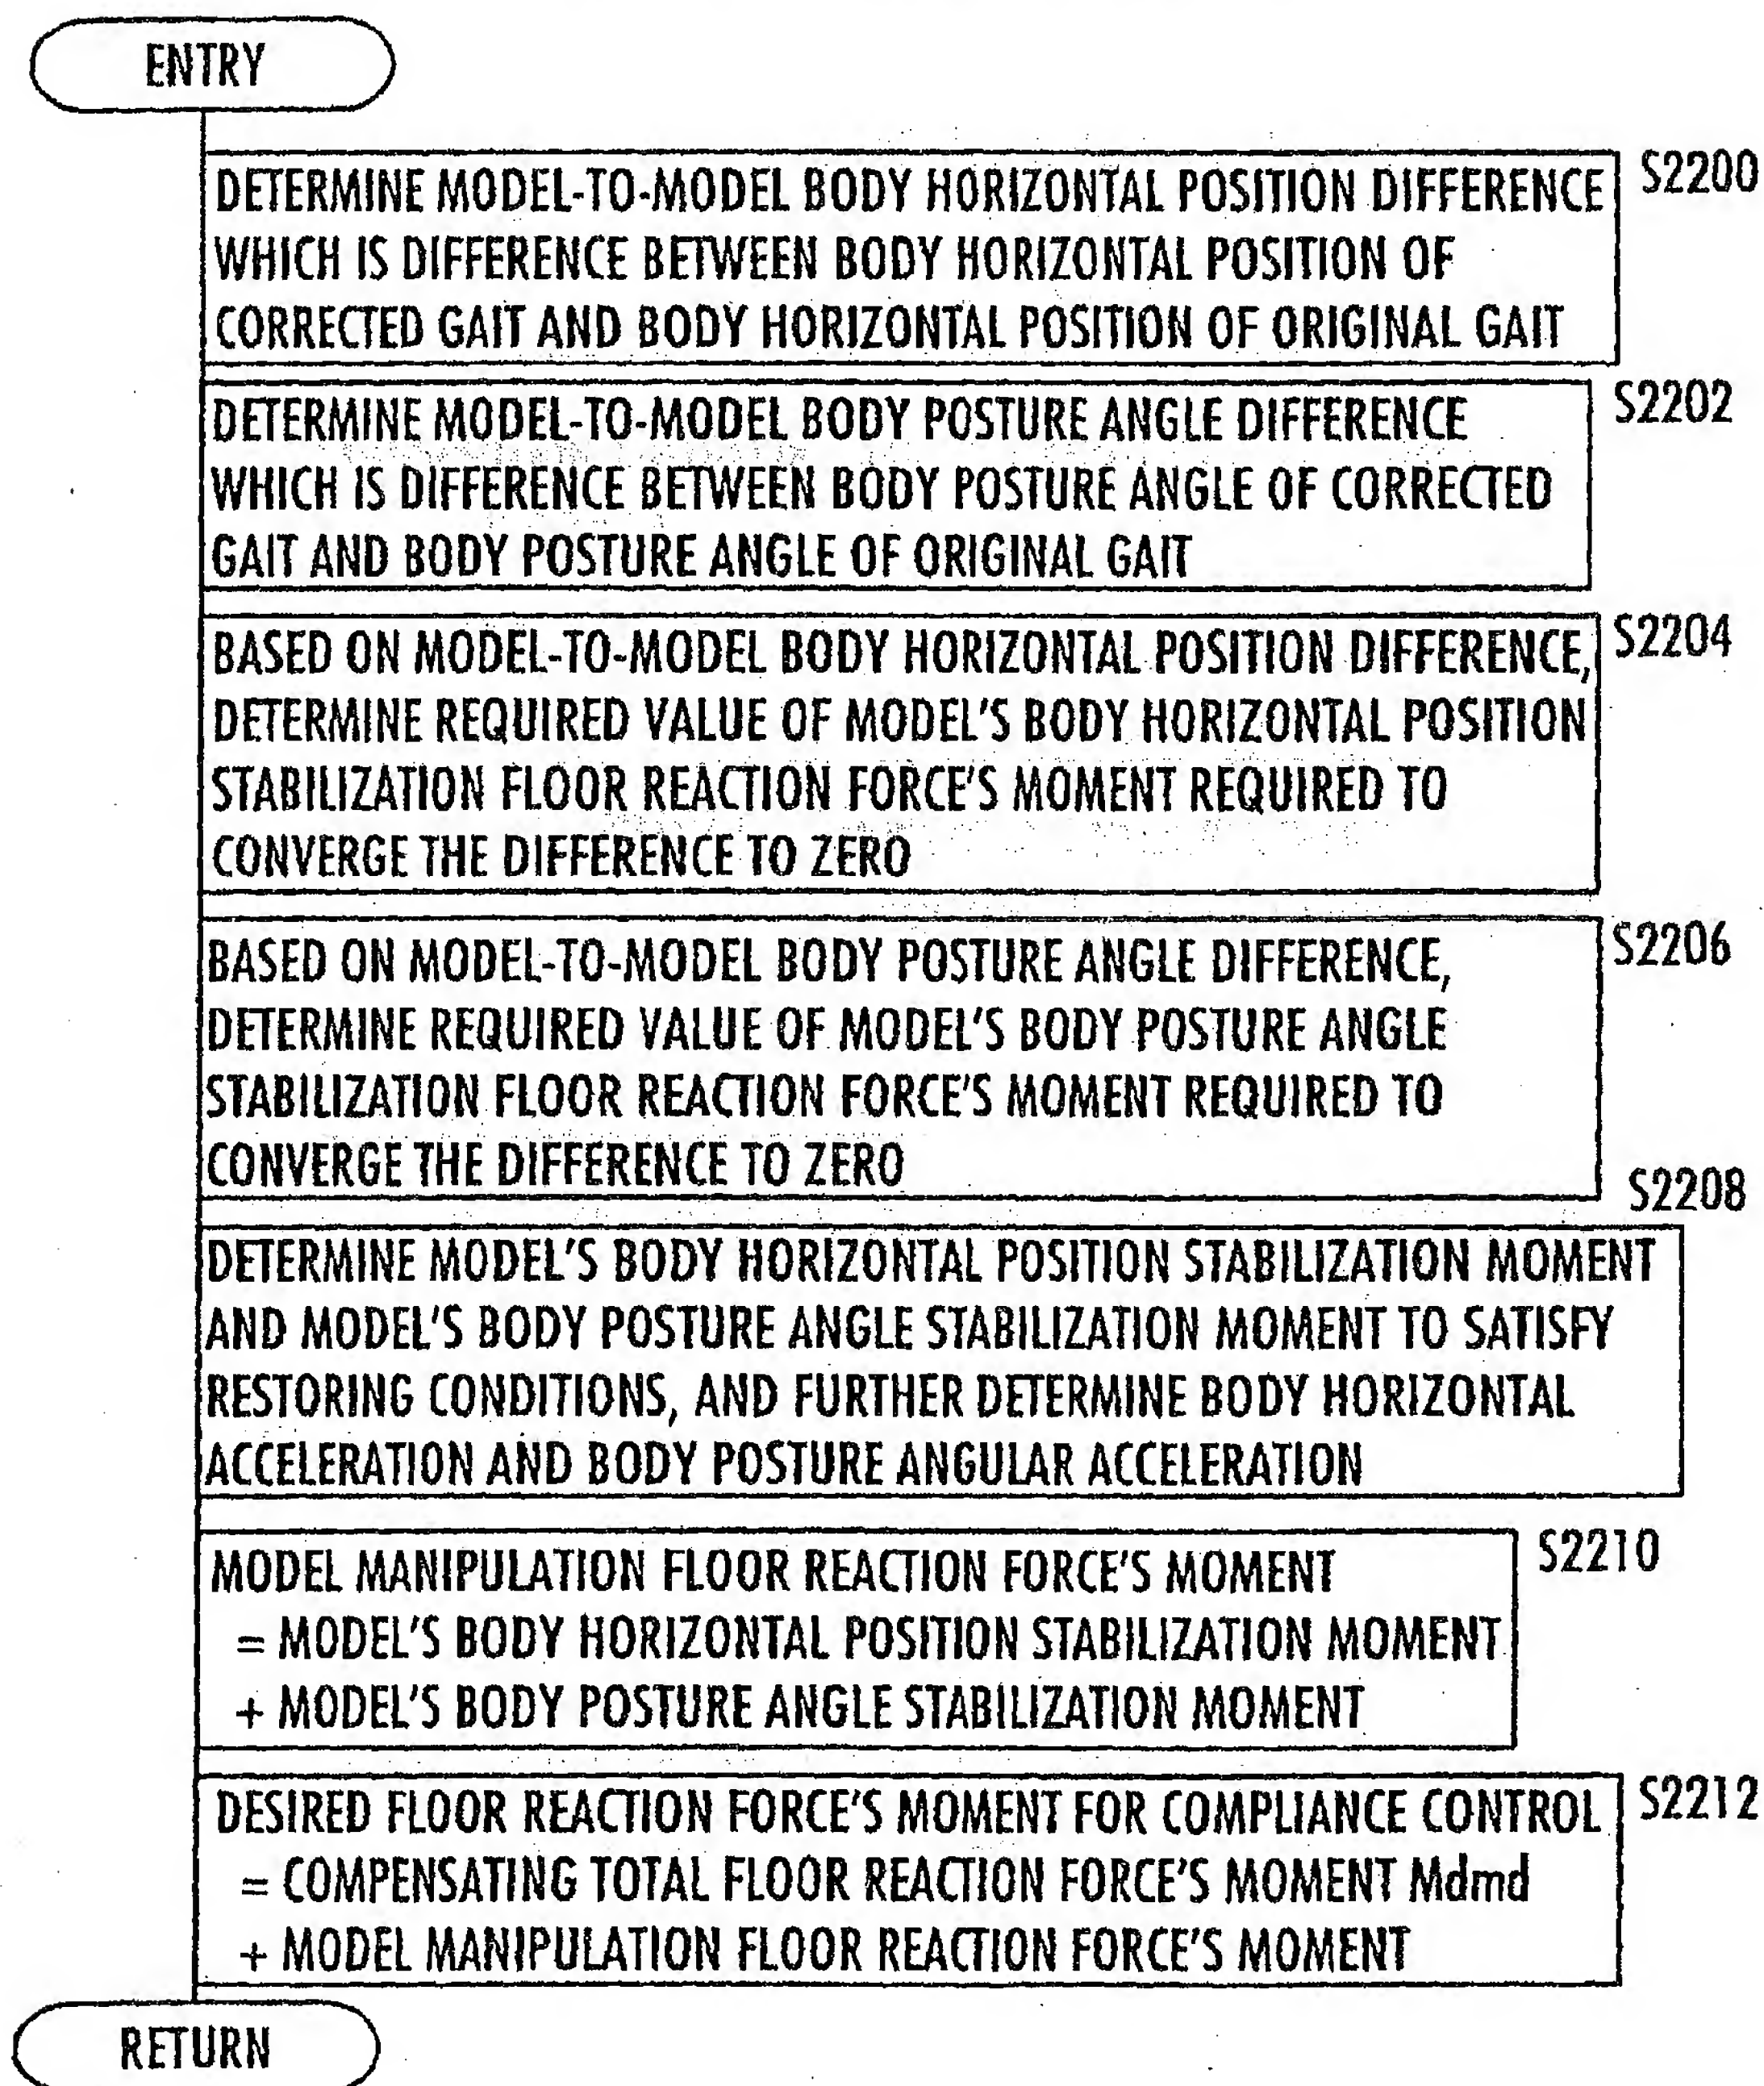 ENTRY
S2200
DETERMINE MODEL-TO-MODEL BODY HORIZONTAL POSITION DIFFERENCE
WHICH IS DIFFERENCE BETWEEN BODY HORIZONTAL POSITION OF
CORRECTED GAIT AND BODY HORIZONTAL POSITION OF ORIGINAL GAIT
S2202
DETERMINE MODEL-TO-MODEL BODY POSTURE ANGLE DIFFERENCE
WHICH IS DIFFERENCE BETWEEN BODY POSTURE ANGLE OF CORRECTED
GAIT AND BODY POSTURE ANGLE OF ORIGINAL GAIT
S2204
BASED ON MODEL-TO-MODEL BODY HORIZONTAL POSITION DIFFERENCE,
DETERMINE REQUIRED VALUE OF MODEL'S BODY HORIZONTAL POSITION
STABILIZATION FLOOR REACTION FORCE'S MOMENT REQUIRED TO
CONVERGE THE DIFFERENCE TO ZERO
S2206
BASED ON MODEL-TO-MODEL BODY POSTURE ANGLE DIFFERENCE,
DETERMINE REQUIRED VALUE OF MODEL'S BODY POSTURE ANGLE
STABILIZATION FLOOR REACTION FORCE'S MOMENT REQUIRED TO
CONVERGE THE DIFFERENCE TO ZERO
S2208
DETERMINE MODEL'S BODY HORIZONTAL POSITION STABILIZATION MOMENT
AND MODEL'S BODY POSTURE ANGLE STABILIZATION MOMENT TO SATISFY
RESTORING CONDITIONS, AND FURTHER DETERMINE BODY HORIZONTAL
ACCELERATION AND BODY POSTURE ANGULAR ACCELERATION
S2210
MODEL MANIPULATION FLOOR REACTION FORCE'S MOMENT
= MODEL'S BODY HORIZONTAL POSITION STABILIZATION MOMENT
+ MODEL'S BODY POSTURE ANGLE STABILIZATION MOMENT
S2212
DESIRED FLOOR REACTION FORCE'S MOMENT FOR COMPLIANCE CONTROL
= COMPENSATING TOTAL FLOOR REACTION FORCE'S MOMENT Mdmd
+ MODEL MANIPULATION FLOOR REACTION FORCE'S MOMENT
RETURN